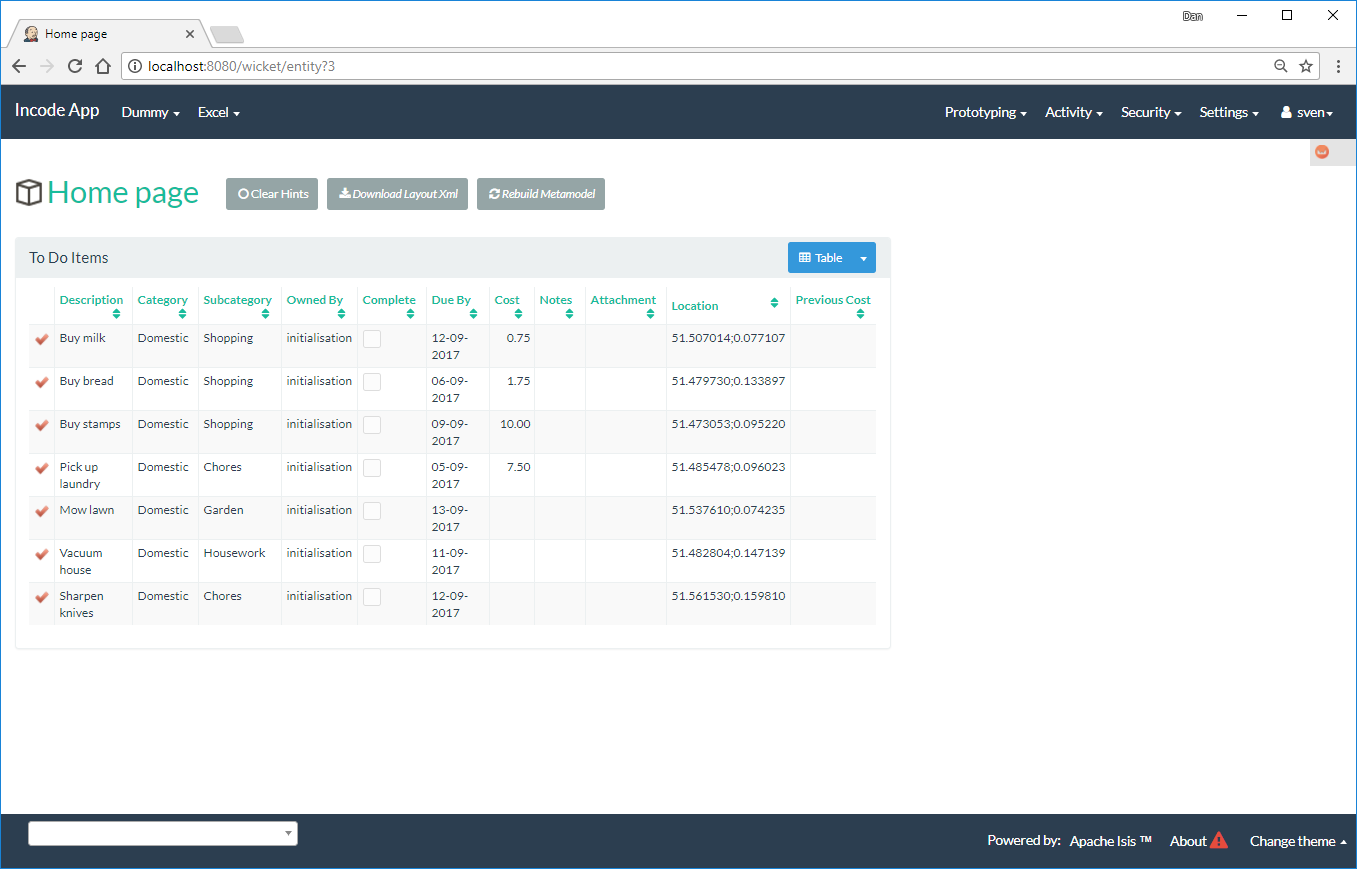 Dan
Home page
localhost:8080/wicket/entity?3
Incode App Dummy Excel Prototyping Activity Security Settings sven
Home page Clear Hints Download Layout Xml Rebuild Metamodel
To Do Items Table
Description Category Subcategory Owned By Complete Due By Cost Notes Attachment Location Previous Cost
Buy milk Domestic Shopping initialisation 12-09- 0.75 51.507014;0.077107
2017
Buy bread Domestic Shopping initialisation 06-09- 1.75 51.479730;0.133897
2017
Buy stamps Domestic Shopping initialisation 09-09- 10.00 51.473053;0.095220
2017
Pick up Domestic Chores initialisation 05-09- 7.50 51.485478;0.096023
laundry 2017
Mow lawn Domestic Garden initialisation 13-09- 51.537610;0.074235
2017
Vacuum Domestic Housework initialisation 11-09- 51.482804;0.147139
house 2017
Sharpen Domestic Chores initialisation 12-09- 51.561530;0.159810
knives 2017
Powered by: Apache Isis ™ About Change theme